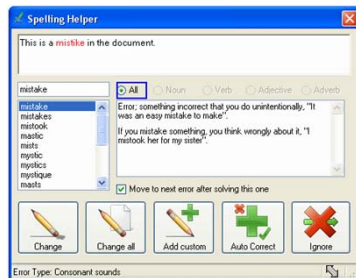 Spelling Helper
This is a mistike in the document.
mistake
All Noun Verb Adjective Adverb
mistake
mistakes
mistook
mastic
mists
mystic
mystics
mystique
masts
Error; something incorrect that you do unintentionally, "It
was an easy mistake to make".
If you mistake something, you think wrongly about it, "I
mistook her for my sister".
Move to next error after solving this one
Change Change all Add custom Auto Correct Ignore
Error Type: Consonant sounds